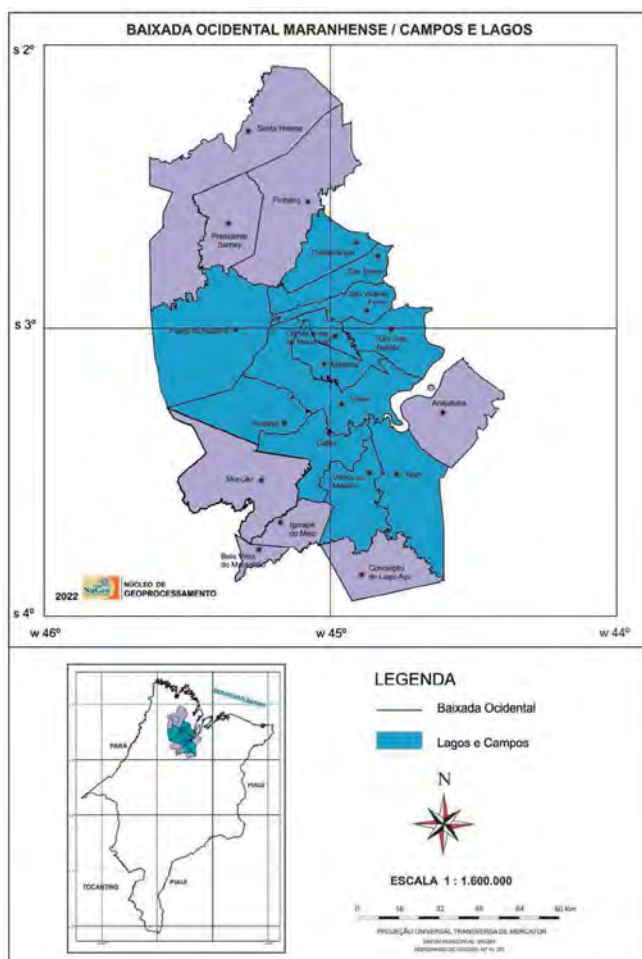 BAIXADA OCIDENTAL MARANHENSE / CAMPOS E LAGOS
S 2º
Santa Helena
Pinheiro
Presidente
Sarney
São Bento
São Vicente
Ferrer
S 3º
Pedro do Rosário
São João
Batista
Matinha
Viana
Arajatuba
Penalva
Cajari
Monção
Vitória do
Mearim
Arari
Igarapé
do Meio
Bela Vista
do Maranhão
Conceição
do Lago-Açu
2022
NuGeo
NÚCLEO DE
GEOPROCESSAMENTO
S 4º
w 46º
w 45º
w 44º
PARÁ
PIAUÍ
PIAUÍ
TOCANTINS
LEGENDA
Baixada Ocidental
Lagos e Campos
N
ESCALA 1 : 1.600.000
0 16 32 48 64 80 Km
PROJEÇÃO UNIVERSAL TRANSVERSA DE MERCATOR